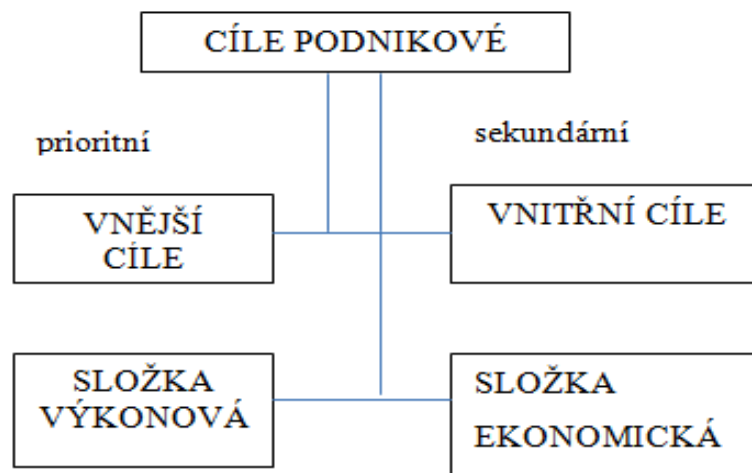 CÍLE PODNIKOVÉ
prioritní
sekundární
VNĚJŠÍ
CÍLE
VNITŘNÍ CÍLE
SLOŽKA
VÝKONOVÁ
SLOŽKA
EKONOMICKÁ